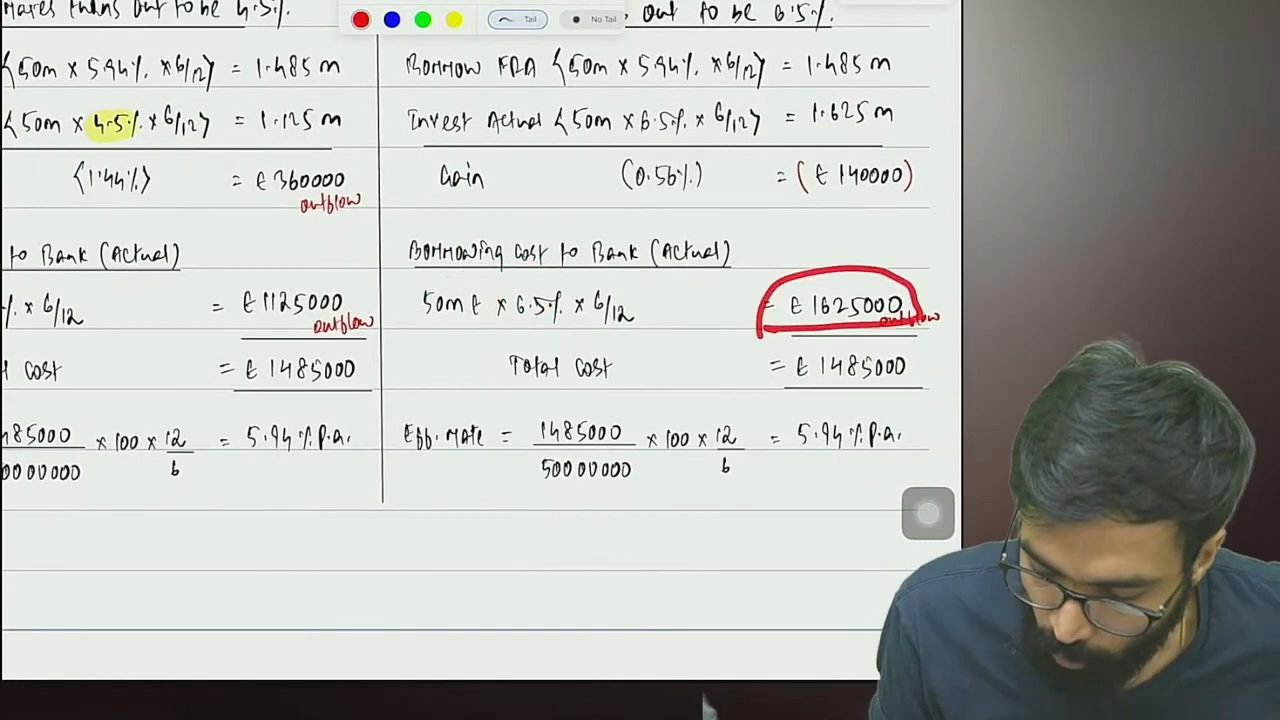 Rates turns out to be 4.5%.
Tail
No Tail
out to be 6.5%.
<50m x 5.94%. x 6/12> = 1.485 m
<50m x 4.5%. x 6/12> = 1.125 m
<1.44%> = £ 360000
outflow
to Bank (Actual)
%. x 6/12 = £ 1125000
outflow
cost = £ 1485000
485000 x 100 x 12 = 5.94 %. P.a.
00 00 000 6
Borrow FRA <50m x 5.94%. x 6/12> = 1.485 m
Invest Actual <50m x 6.5%. x 6/12> = 1.625 m
Gain (0.56%) = (£ 140000)
Borrowing cost to Bank (Actual)
50m £ x 6.5%. x 6/12 = £ 1625000
outflow
Total cost = £ 1485000
Eff. Rate = 1485000 x 100 x 12 = 5.94 %. P.a.
50000000 6